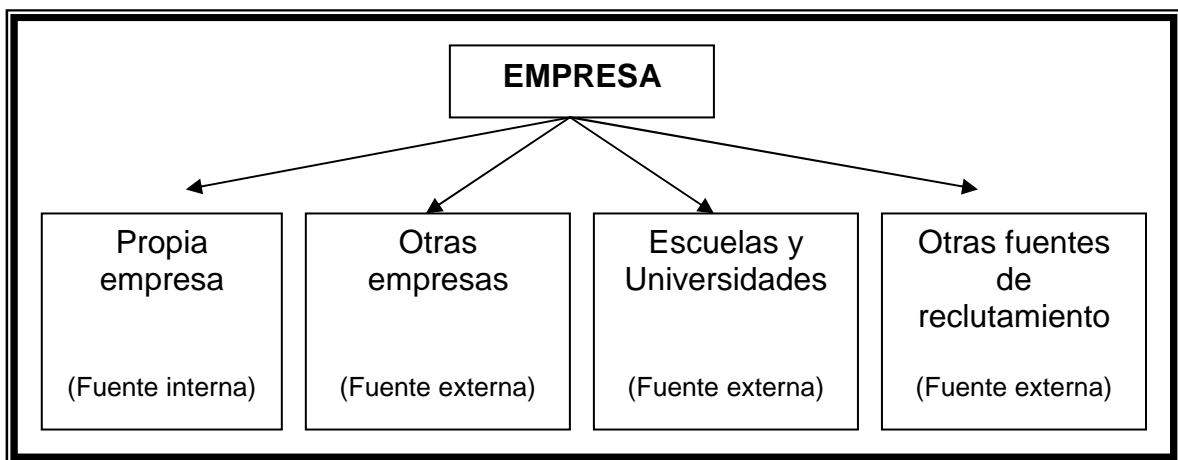 EMPRESA
Propia
empresa
(Fuente interna)
Otras
empresas
(Fuente externa)
Escuelas y
Universidades
(Fuente externa)
Otras fuentes
de
reclutamiento
(Fuente externa)